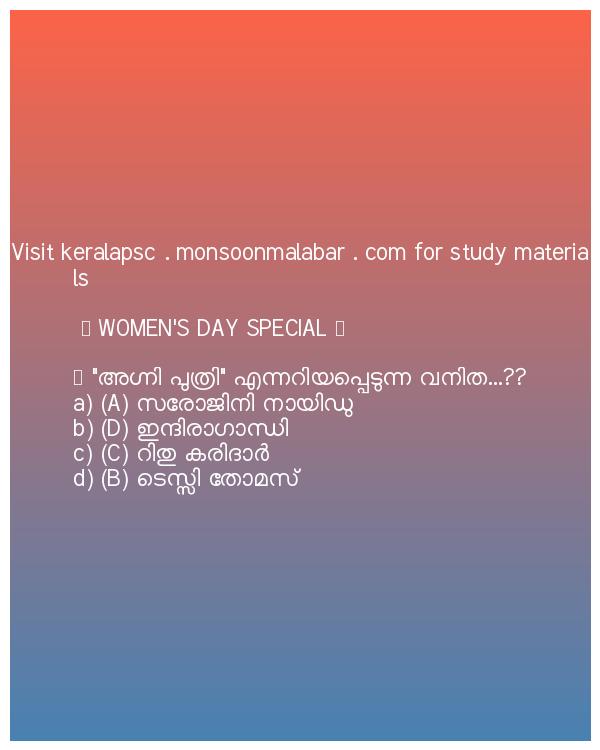 Visit keralapsc . monsoonmalabar . com for study materia
ls
WOMEN'S DAY SPECIAL
"അഗ്നി പുത്രി" എന്നറിയപ്പെടുന്ന വനിത...??
a) (A) സരോജിനി നായിഡു
b) (D) ഇന്ദിരാഗാന്ധി
c) (C) റിതു കരിദാർ
d) (B) ടെസ്സി തോമസ്